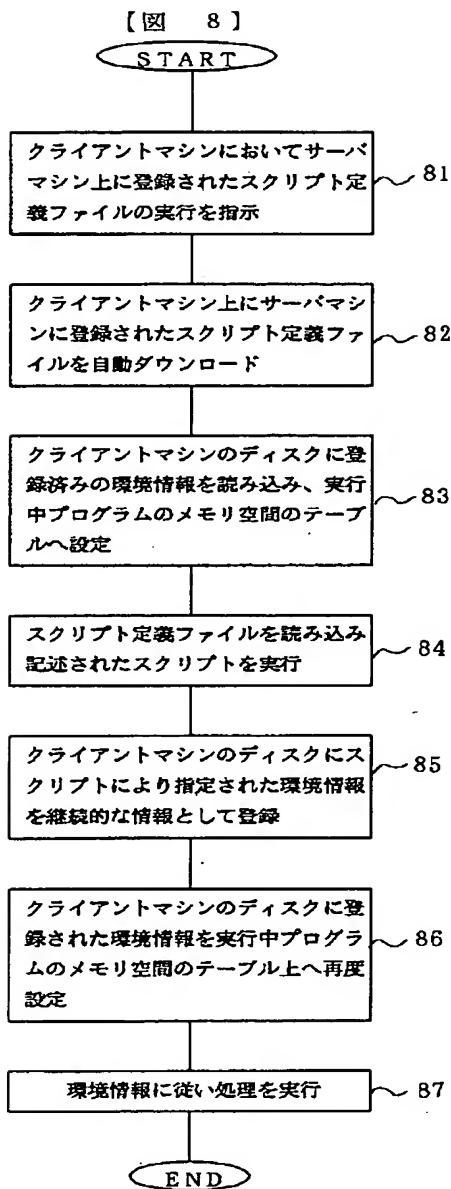 【図 8】
START
クライアントマシンにおいてサーバ
マシン上に登録されたスクリプト定
義ファイルの実行を指示
81
クライアントマシン上にサーバマシ
ンに登録されたスクリプト定義ファ
イルを自動ダウンロード
82
クライアントマシンのディスクに登
録済みの環境情報を読み込み、実行
中プログラムのメモリ空間のテーブ
ルへ設定
83
スクリプト定義ファイルを読み込み
記述されたスクリプトを実行
84
クライアントマシンのディスクにス
クリプトにより指定された環境情報
を継続的な情報として登録
85
クライアントマシンのディスクに登
録された環境情報を実行中プログラ
ムのメモリ空間のテーブル上へ再度
設定
86
環境情報に従い処理を実行
87
END